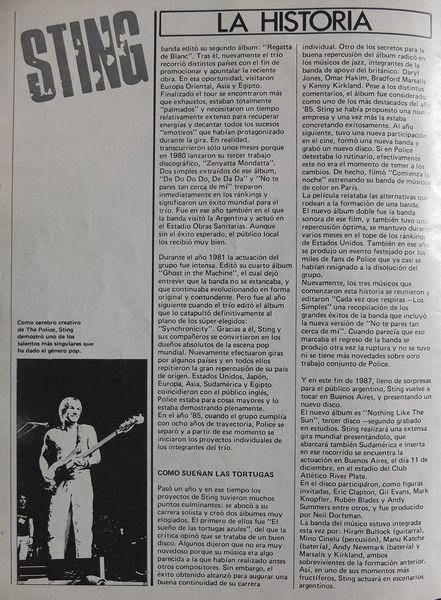 STING
LA HISTORIA
banda editó su segundo álbum: "Regatta
de Blanc". Tras él, nuevamente el trío
recorrió distintos países con el fin de
promocionar y apuntalar la reciente
obra. En esa oportunidad, visitaron
Europa Oriental, Asia y Egipto.
Finalizado el tour se encontraron más
que exhaustos, estaban totalmente
"palmados" y necesitaron un tiempo
relativamente extenso para recuperar
energías y decantar todos los sucesos
"emotivos" que habían protagonizado
durante la gira. En realidad,
transcurrieron sólo unos meses porque
en 1980 lanzaron su tercer trabajo
discográfico, "Zenyatta Mondatta".
Dos simples extraídos de ese álbum,
"De Do Do Do, De Da Da" y "No te
pares tan cerca de mí" treparon
inmediatamente en los ránkings y
significaron un éxito mundial para el
trío. Fue en ese año también en el que
la banda visitó la Argentina y actuó en
el Estadio Obras Sanitarias. Aunque
sin el éxito esperado, el público local
los recibió muy bien.
Durante el año 1981 la actuación del
grupo fue intensa. Editó su cuarto álbum
"Ghost in the Machine", el cual dejó
entrever que la banda no se estancaba, y
que continuaba evolucionando en forma
original y contundente. Pero fue al año
siguiente cuando el trío editó el álbum
que lo catapultó definitivamente al
plano de los súper-elegidos:
"Synchronicity". Gracias a él, Sting y
sus compañeros se convirtieron en los
dueños absolutos de la escena pop
mundial. Nuevamente efectuaron giras
por algunos países y en todos ellos
repitieron la gran repercusión de su país
de origen. Estados Unidos, Japón,
Europa, Asia, Sudamérica y Egipto
coincidieron con el público inglés,
Police estaba para cosas mayores y lo
estaba demostrando plenamente.
En el año '85, cuando el grupo cumplía
con ocho años de trayectoria, Police
se separó y a partir de ese momento se
iniciaron los proyectos individuales de
los integrantes del trío.
COMO SUEÑAN LAS TORTUGAS
Pasó un año y en ese tiempo los
proyectos de Sting tuvieron muchos
puntos culminantes: se abocó a su
carrera solista y creó dos álbumes muy
elogiados. El primero de ellos fue "El
sueño de las tortugas azules", del que la
crítica opinó que se trataba de un buen
disco. Algunos dijeron que no era muy
novedoso porque su música era algo
parecida a la que habían realizado antes
otros compositores. Sin embargo, el
éxito obtenido alcanzó para augurar una
buena continuidad de su carrera
individual. Otro de los secretos para la
buena repercusión del álbum radicó en
los músicos de jazz, integrantes de la
banda de apoyo del británico: Daryl
Jones, Omar Hakim, Bradford Marsalis
y Kenny Kirkland. Pese a los distintos
comentarios, el álbum fue considerado
como uno de los más destacados del año
'85. Sting se había propuesto una nueva
empresa y una vez más la estaba
concretando exitosamente. Al año
siguiente, tuvo una nueva participación
en el cine, formó una nueva banda y
grabó un nuevo disco. Si en Police
detestaba lo rutinario, efectivamente
este no era el momento de temer a los
cambios. De hecho, filmó "Comienza la
noche" estrenando su banda de músicos
de color en París.
La película relataba las alternativas que
rodean a la formación de una banda.
El nuevo álbum doble fue la banda
sonora de ese film, y también tuvo una
repercusión óptima, se mantuvo durante
varios meses en el tope de los ránkings
de Estados Unidos. También en ese año
se produjo un evento festejado por los
miles de fans de Police que ya casi se
habían resignado a la disolución del
grupo.
Nuevamente, los tres músicos que
comenzaron esta historia se reunieron y
editaron "Cada vez que respiras —Los
Simples" una recopilación de los
grandes éxitos de la banda que incluyó
la nueva versión de "No te pares tan
cerca de mí". Cuando parecía que eso
marcaba el regreso de la banda se
produjo otra vez la ruptura y no se tuvo
ni se tiene más novedades sobre otro
trabajo conjunto de Police.
Y en este fin de 1987, lleno de sorpresas
para el público argentino, Sting vuelve a
tocar en Buenos Aires, y presentando un
nuevo disco.
El nuevo álbum es "Nothing Like The
Sun", tercer disco —segundo grabado
en estudios. Sting realizará una extensa
gira mundial presentándolo, que
abarcará también Sudamérica e inserta
en ese recorrido se encuentra la
actuación en Buenos Aires, el día 11 de
diciembre, en el estadio del Club
Atlético River Plate.
En el disco participáron, como figuras
invitadas, Eric Clapton, Gil Evans, Mark
Knopfler, Rubén Blades y Andy
Summers entre otros, y fue producido
por Neil Dorfsman.
La banda del músico estuvo integrada
esta vez por: Hiram Bullock (guitarra),
Mino Cinelu (percusión), Manu Katche
(batería), Andy Newmark (batería) y
Marsalis y Kirkland, ambos
sobrevivientes de la formación anterior.
Así, en uno de sus momentos más
fructíferos, Sting actuará en escenarios
argentinos.
Como cerebro creativo
de The Police, Sting
demostró uno de los
talentos más singulares que
ha dado el género pop.